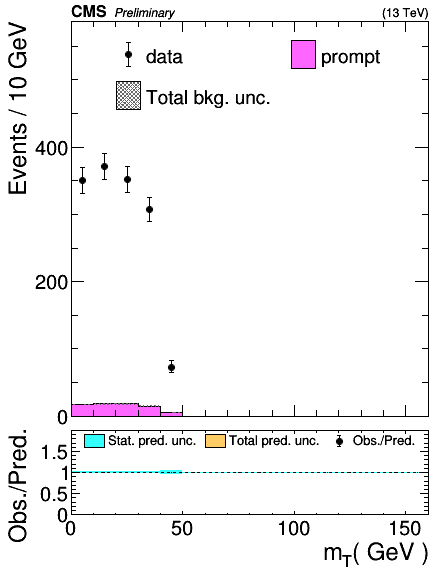 CMS Preliminary (13 TeV)
data prompt
Total bkg. unc.
Events / 10 GeV
400
200
0
Stat. pred. unc. Total pred. unc. Obs./Pred.
Obs./Pred.
1.5
1
0.5
0
0 50 100 150
m_T( GeV )